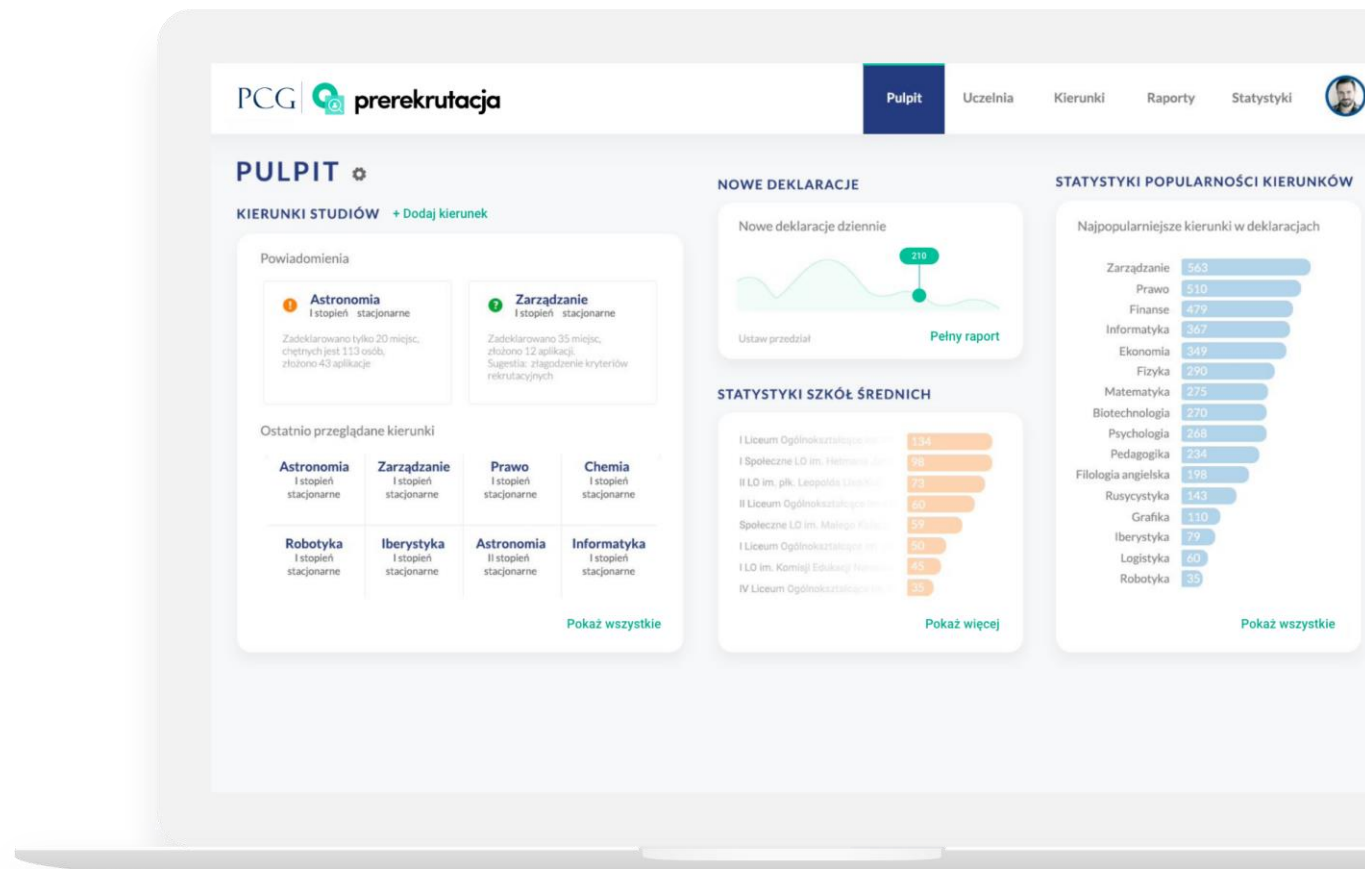 PCG prerekrutacja
Pulpit Uczelnia Kierunki Raporty Statystyki
PULPIT
KIERUNKI STUDIÓW + Dodaj kierunek
Powiadomienia
Astronomia
I stopień stacjonarne
Zadeklarowano tylko 20 miejsc,
chętnych jest 113 osób,
złożono 43 aplikacje
Zarządzanie
I stopień stacjonarne
Zadeklarowano 35 miejsc,
złożono 12 aplikacji.
Sugestia: złagodzenie kryteriów
rekrutacyjnych
Ostatnio przeglądane kierunki
Astronomia
I stopień
stacjonarne
Zarządzanie
I stopień
stacjonarne
Prawo
I stopień
stacjonarne
Chemia
I stopień
stacjonarne
Robotyka
I stopień
stacjonarne
Iberystyka
I stopień
stacjonarne
Astronomia
II stopień
stacjonarne
Informatyka
I stopień
stacjonarne
Pokaż wszystkie
NOWE DEKLARACJE
Nowe deklaracje dziennie
210
Ustaw przedział Pełny raport
STATYSTYKI SZKÓŁ ŚREDNICH
I Liceum Ogólnokształcące 134
I Społeczne LO im. 98
II LO im. płk. Leopolda 73
II Liceum Ogólnokształcące 60
Społeczne LO im. 59
I Liceum Ogólnokształcące 50
I LO im. Komisji Edukacji 45
IV Liceum Ogólnokształcące 35
Pokaż więcej
STATYSTYKI POPULARNOŚCI KIERUNKÓW
Najpopularniejsze kierunki w deklaracjach
Zarządzanie 563
Prawo 510
Finanse 479
Informatyka 367
Ekonomia 349
Fizyka 290
Matematyka 275
Biotechnologia 270
Psychologia 268
Pedagogika 234
Filologia angielska 198
Rusycystyka 143
Grafika 110
Iberystyka 79
Logistyka 60
Robotyka 35
Pokaż wszystkie